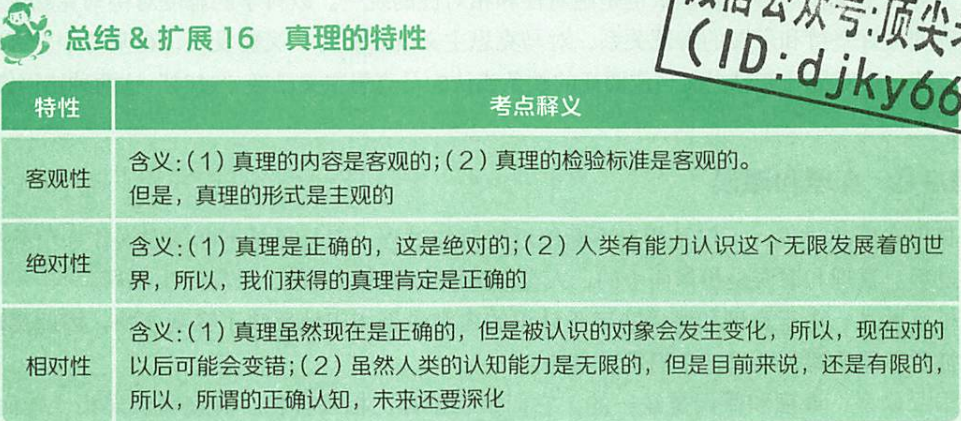 总结 & 扩展 16 真理的特性
信公众号:顶尖
(ID:djky66
特性
考点释义
客观性
含义:(1)真理的内容是客观的;(2)真理的检验标准是客观的。
但是，真理的形式是主观的
绝对性
含义:(1)真理是正确的，这是绝对的;(2)人类有能力认识这个无限发展着的世
界，所以，我们获得的真理肯定是正确的
相对性
含义:(1)真理虽然现在是正确的，但是被认识的对象会发生变化，所以，现在对的
以后可能会变错;(2)虽然人类的认知能力是无限的，但是目前来说，还是有限的，
所以，所谓的正确认知，未来还要深化